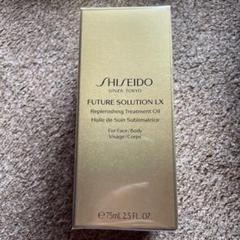 SHISEIDO
GINZA TOKYO
FUTURE SOLUTION LX
Replenishing Treatment Oil
Huile de Soin Sublimatrice
For Face/Body
Visage/Corps
℮75mL 2.5 FL. OZ.